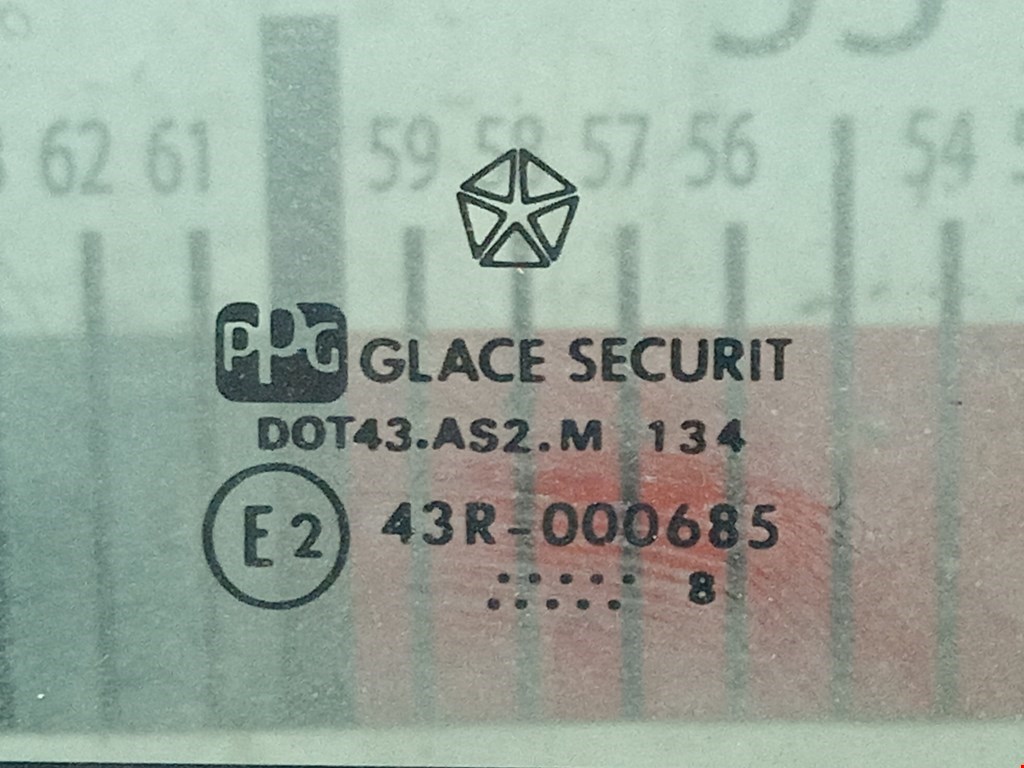 62 61 59 58 57 56 54
PPG GLACE SECURIT
DOT43.AS2.M 134
E2 43R-000685
8